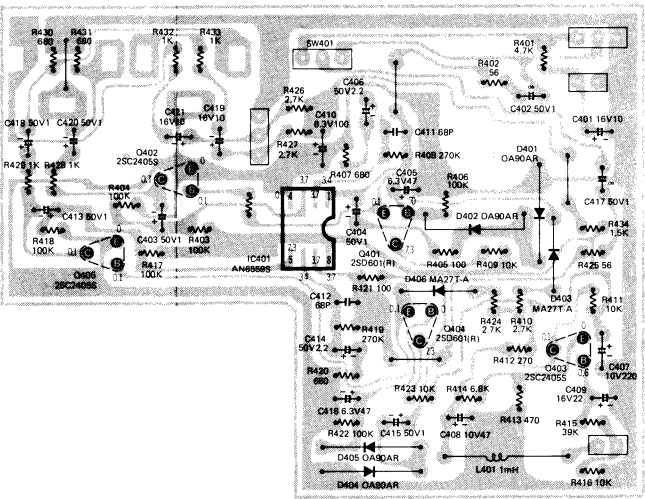 R430 680
R431 680
R432 1K
R433 1K
SW401
R401 4.7K
R402 56
C406 50V2.2
R426 2.7K
C402 50V1
C418 50V1
C420 50V1
C421 16V10
C419 16V10
C410 6.3V100
C411 68P
C401 16V10
R427 2.7K
Q402 2SC2405S
R408 270K
D401 OA90AR
R429 1K
R428 1K
R407 680
C405 6.3V47
R406 100K
R404 100K
C417 50V1
C413 50V1
D402 OA90AR
R434 1.5K
R418 100K
C403 50V1
R403 100K
C404 50V1
Q401 2SD601(R)
IC401 AN6558S
R405 100
R409 10K
R425 56
Q405 2SC2405S
R417 100K
R421 100
D406 MA27T-A
D403 MA27T-A
C412 68P
R411 10K
R419 270K
Q404 2SD601(R)
R424 2.7K
R410 2.7K
C414 50V2.2
R412 270
Q403 2SC2405S
C407 10V220
R420 680
R423 10K
R414 6.8K
C409 16V22
C416 6.3V47
R413 470
R422 100K
C415 50V1
C408 10V47
R415 39K
D405 OA90AR
L401 1mH
D404 OA90AR
R416 10K